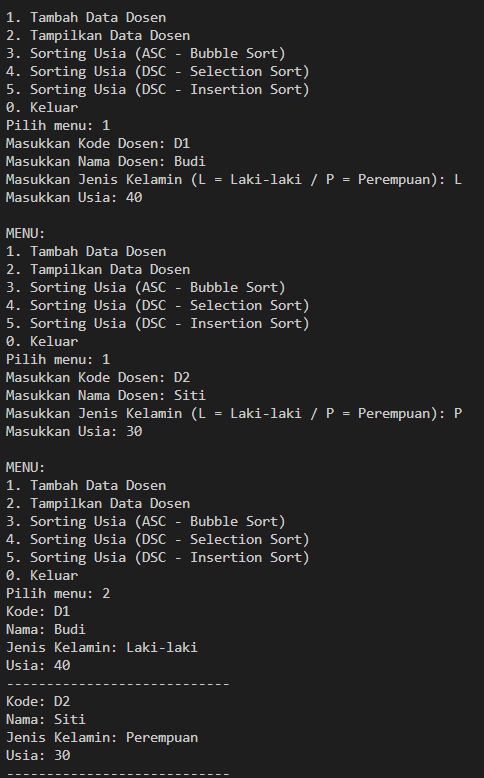 1. Tambah Data Dosen
2. Tampilkan Data Dosen
3. Sorting Usia (ASC - Bubble Sort)
4. Sorting Usia (DSC - Selection Sort)
5. Sorting Usia (DSC - Insertion Sort)
0. Keluar
Pilih menu: 1
Masukkan Kode Dosen: D1
Masukkan Nama Dosen: Budi
Masukkan Jenis Kelamin (L = Laki-laki / P = Perempuan): L
Masukkan Usia: 40

MENU:
1. Tambah Data Dosen
2. Tampilkan Data Dosen
3. Sorting Usia (ASC - Bubble Sort)
4. Sorting Usia (DSC - Selection Sort)
5. Sorting Usia (DSC - Insertion Sort)
0. Keluar
Pilih menu: 1
Masukkan Kode Dosen: D2
Masukkan Nama Dosen: Siti
Masukkan Jenis Kelamin (L = Laki-laki / P = Perempuan): P
Masukkan Usia: 30

MENU:
1. Tambah Data Dosen
2. Tampilkan Data Dosen
3. Sorting Usia (ASC - Bubble Sort)
4. Sorting Usia (DSC - Selection Sort)
5. Sorting Usia (DSC - Insertion Sort)
0. Keluar
Pilih menu: 2
Kode: D1
Nama: Budi
Jenis Kelamin: Laki-laki
Usia: 40
----------------------------
Kode: D2
Nama: Siti
Jenis Kelamin: Perempuan
Usia: 30
----------------------------